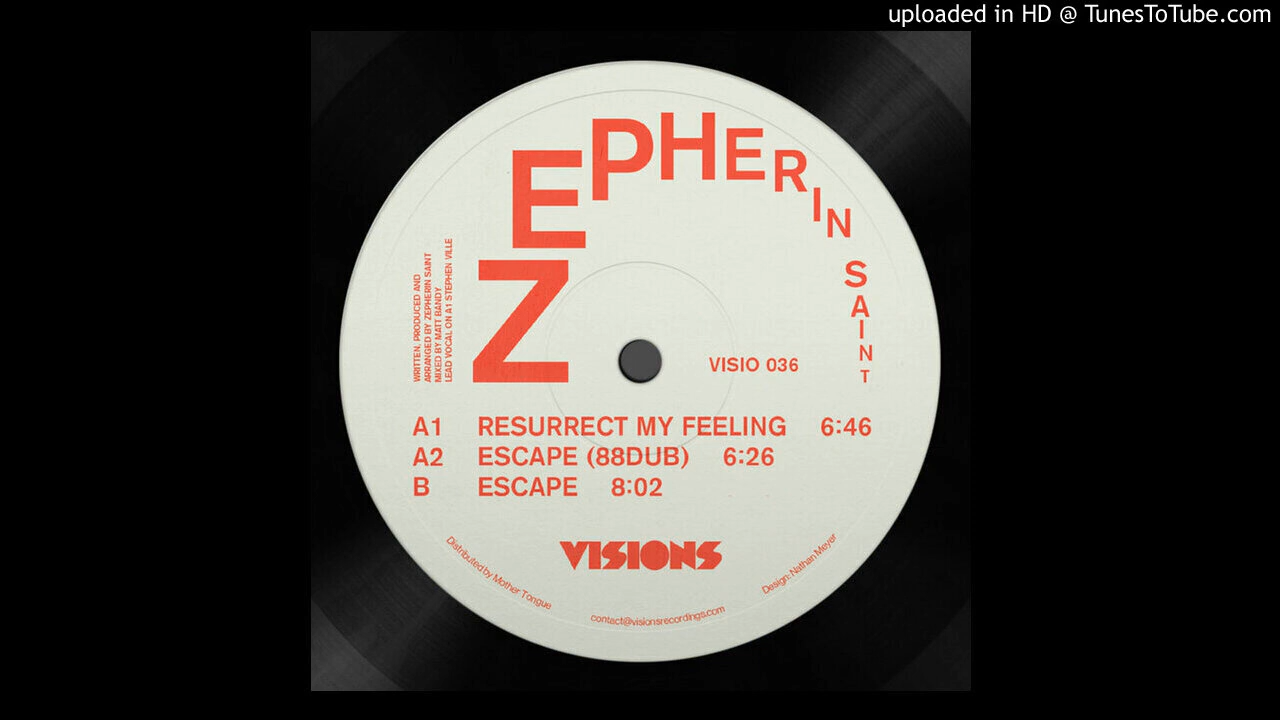 uploaded in HD @ TunesToTube.com
ZEPHERIN SAINT
WRITTEN, PRODUCED AND
ARRANGED BY ZEPHERIN SAINT
MIXED BY MATT BANDY
LEAD VOCAL ON A1 STEPHEN VILLE
VISIO 036
A1 RESURRECT MY FEELING 6:46
A2 ESCAPE (88DUB) 6:26
B ESCAPE 8:02
VISIONS
Distributed by Mother Tongue
contact@visionsrecordings.com
Design: Nathan Meyer